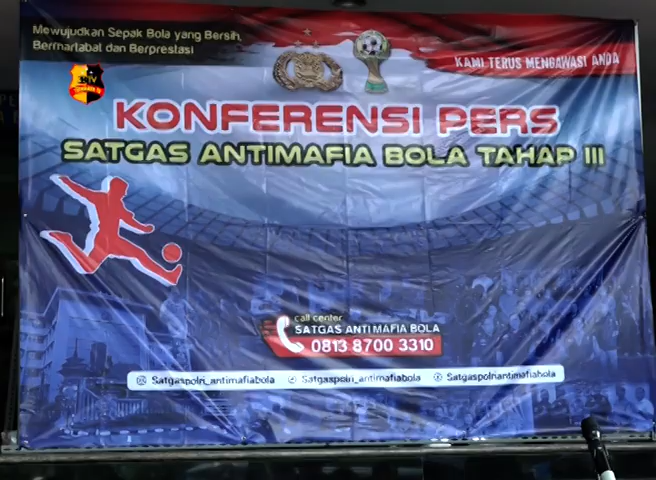 Mewujudkan Sepak Bola yang Bersih,
Bermartabat dan Berprestasi
KAMI TERUS MENGAWASI ANDA
KONFERENSI PERS
SATGAS ANTIMAFIA BOLA TAHAP III
call center
SATGAS ANTI MAFIA BOLA
0813 8700 3310
Satgaspolri_antimafiabola Satgaspolri_antimafiabola Satgaspolriantimafiabola